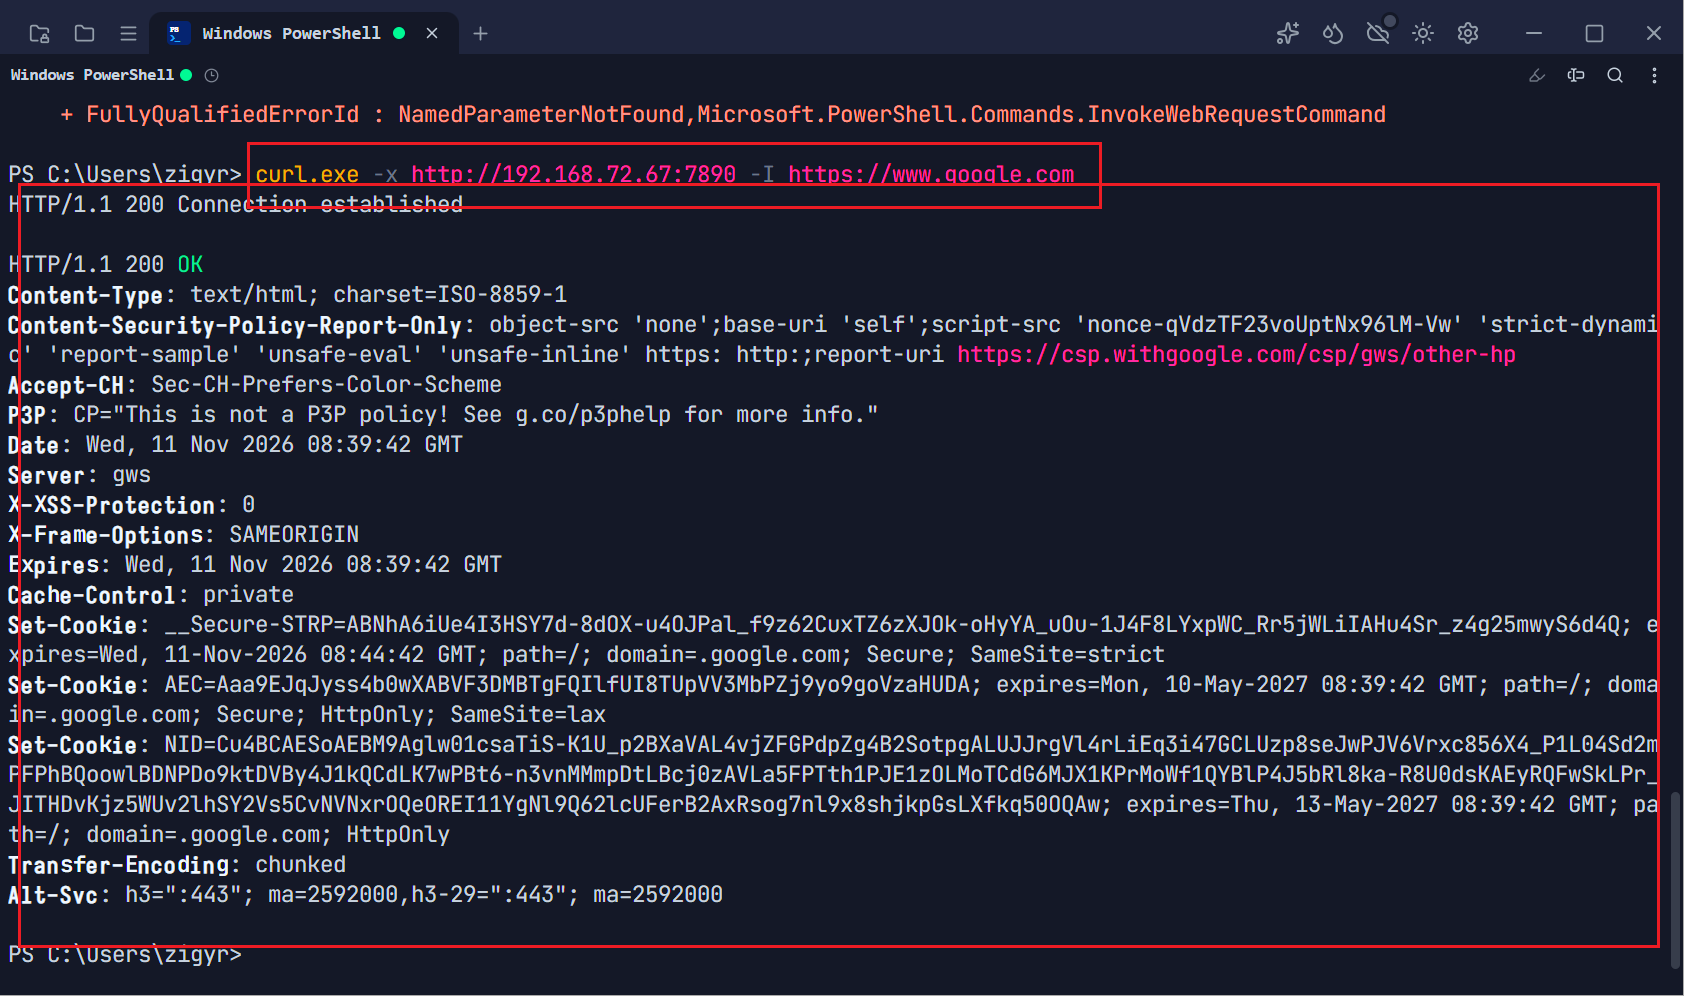 Windows PowerShell
Windows PowerShell
+ FullyQualifiedErrorId : NamedParameterNotFound,Microsoft.PowerShell.Commands.InvokeWebRequestCommand
PS C:\Users\zigyr> curl.exe -x http://192.168.72.67:7890 -I https://www.google.com
HTTP/1.1 200 Connection established
HTTP/1.1 200 OK
Content-Type: text/html; charset=ISO-8859-1
Content-Security-Policy-Report-Only: object-src 'none';base-uri 'self';script-src 'nonce-qVdzTF23voUptNx96lM-Vw' 'strict-dynami
c' 'report-sample' 'unsafe-eval' 'unsafe-inline' https: http:;report-uri https://csp.withgoogle.com/csp/gws/other-hp
Accept-CH: Sec-CH-Prefers-Color-Scheme
P3P: CP="This is not a P3P policy! See g.co/p3phelp for more info."
Date: Wed, 11 Nov 2026 08:39:42 GMT
Server: gws
X-XSS-Protection: 0
X-Frame-Options: SAMEORIGIN
Expires: Wed, 11 Nov 2026 08:39:42 GMT
Cache-Control: private
Set-Cookie: __Secure-STRP=ABNhA6iUe4I3HSY7d-8dOX-u4OJPal_f9z62CuxTZ6zXJOk-oHyYA_uOu-1J4F8LYxpWC_Rr5jWLiIAHu4Sr_z4g25mwyS6d4Q; e
xpires=Wed, 11-Nov-2026 08:44:42 GMT; path=/; domain=.google.com; Secure; SameSite=strict
Set-Cookie: AEC=Aaa9EJqJyss4b0wXABVF3DMBTgFQIlfUI8TUpVV3MbPZj9yo9goVzaHUDA; expires=Mon, 10-May-2027 08:39:42 GMT; path=/; doma
in=.google.com; Secure; HttpOnly; SameSite=lax
Set-Cookie: NID=Cu4BCAESoAEBM9Aglw01csaTiS-K1U_p2BXaVAL4vjZFGPdpZg4B2SotpgALUJJrgVl4rLiEq3i47GCLUzp8seJwPJV6Vrxc856X4_P1L04Sd2m
PFPhBQoowlBDNPDo9ktDVBy4J1kQCdLK7wPBt6-n3vnMMmpDtLBcj0zAVLa5FPTth1PJE1zOLMoTCdG6MJX1KPrMoWf1QYBlP4J5bRl8ka-R8U0dsKAEyRQFwSkLPr_
JITHDvKjz5WUv2lhSY2Vs5CvNVNxrOQeOREI11YgNl9Q62lcUFerB2AxRsog7nl9x8shjkpGsLXfkq50OQAw; expires=Thu, 13-May-2027 08:39:42 GMT; pa
th=/; domain=.google.com; HttpOnly
Transfer-Encoding: chunked
Alt-Svc: h3=":443"; ma=2592000,h3-29=":443"; ma=2592000
PS C:\Users\zigyr>